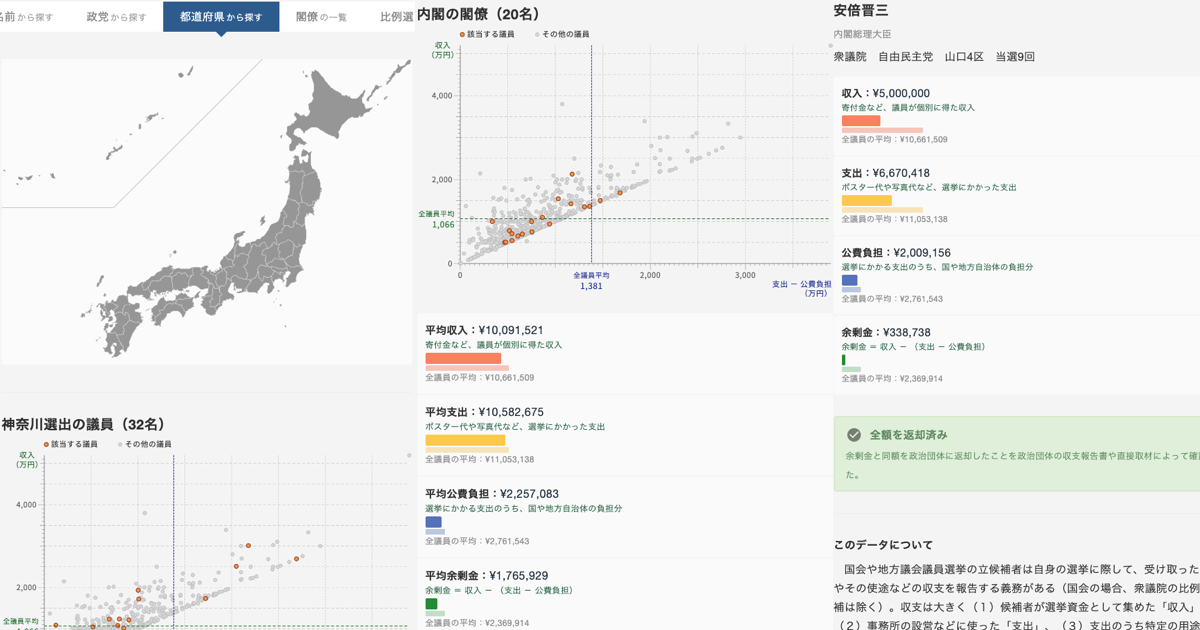 名前から探す
政党から探す
都道府県から探す
閣僚の一覧
比例選
神奈川選出の議員（32名）
該当する議員
その他の議員
収入
（万円）
4,000
2,000
全議員平均
内閣の閣僚（20名）
該当する議員
その他の議員
収入
（万円）
4,000
2,000
全議員平均
1,066
0
0
全議員平均
1,381
2,000
3,000
支出 − 公費負担
（万円）
平均収入：¥10,091,521
寄付金など、議員が個別に得た収入
全議員の平均：¥10,661,509
平均支出：¥10,582,675
ポスター代や写真代など、選挙にかかった支出
全議員の平均：¥11,053,138
平均公費負担：¥2,257,083
選挙にかかる支出のうち、国や地方自治体の負担分
全議員の平均：¥2,761,543
平均余剰金：¥1,765,929
余剰金 = 収入 − （支出 − 公費負担）
全議員の平均：¥2,369,914
安倍晋三
内閣総理大臣
衆議院　自由民主党　山口4区　当選9回
収入：¥5,000,000
寄付金など、議員が個別に得た収入
全議員の平均：¥10,661,509
支出：¥6,670,418
ポスター代や写真代など、選挙にかかった支出
全議員の平均：¥11,053,138
公費負担：¥2,009,156
選挙にかかる支出のうち、国や地方自治体の負担分
全議員の平均：¥2,761,543
余剰金：¥338,738
余剰金 = 収入 − （支出 − 公費負担）
全議員の平均：¥2,369,914
全額を返却済み
余剰金と同額を政治団体に返却したことを政治団体の収支報告書や直接取材によって確認
た。
このデータについて
国会や地方議会議員選挙の立候補者は自身の選挙に際して、受け取った
やその使途などの収支を報告する義務がある（国会の場合、衆議院の比例
補は除く）。収支は大きく（１）候補者が選挙資金として集めた「収入」
（２）事務所の設営などに使った「支出」、（３）支出のうち特定の用途